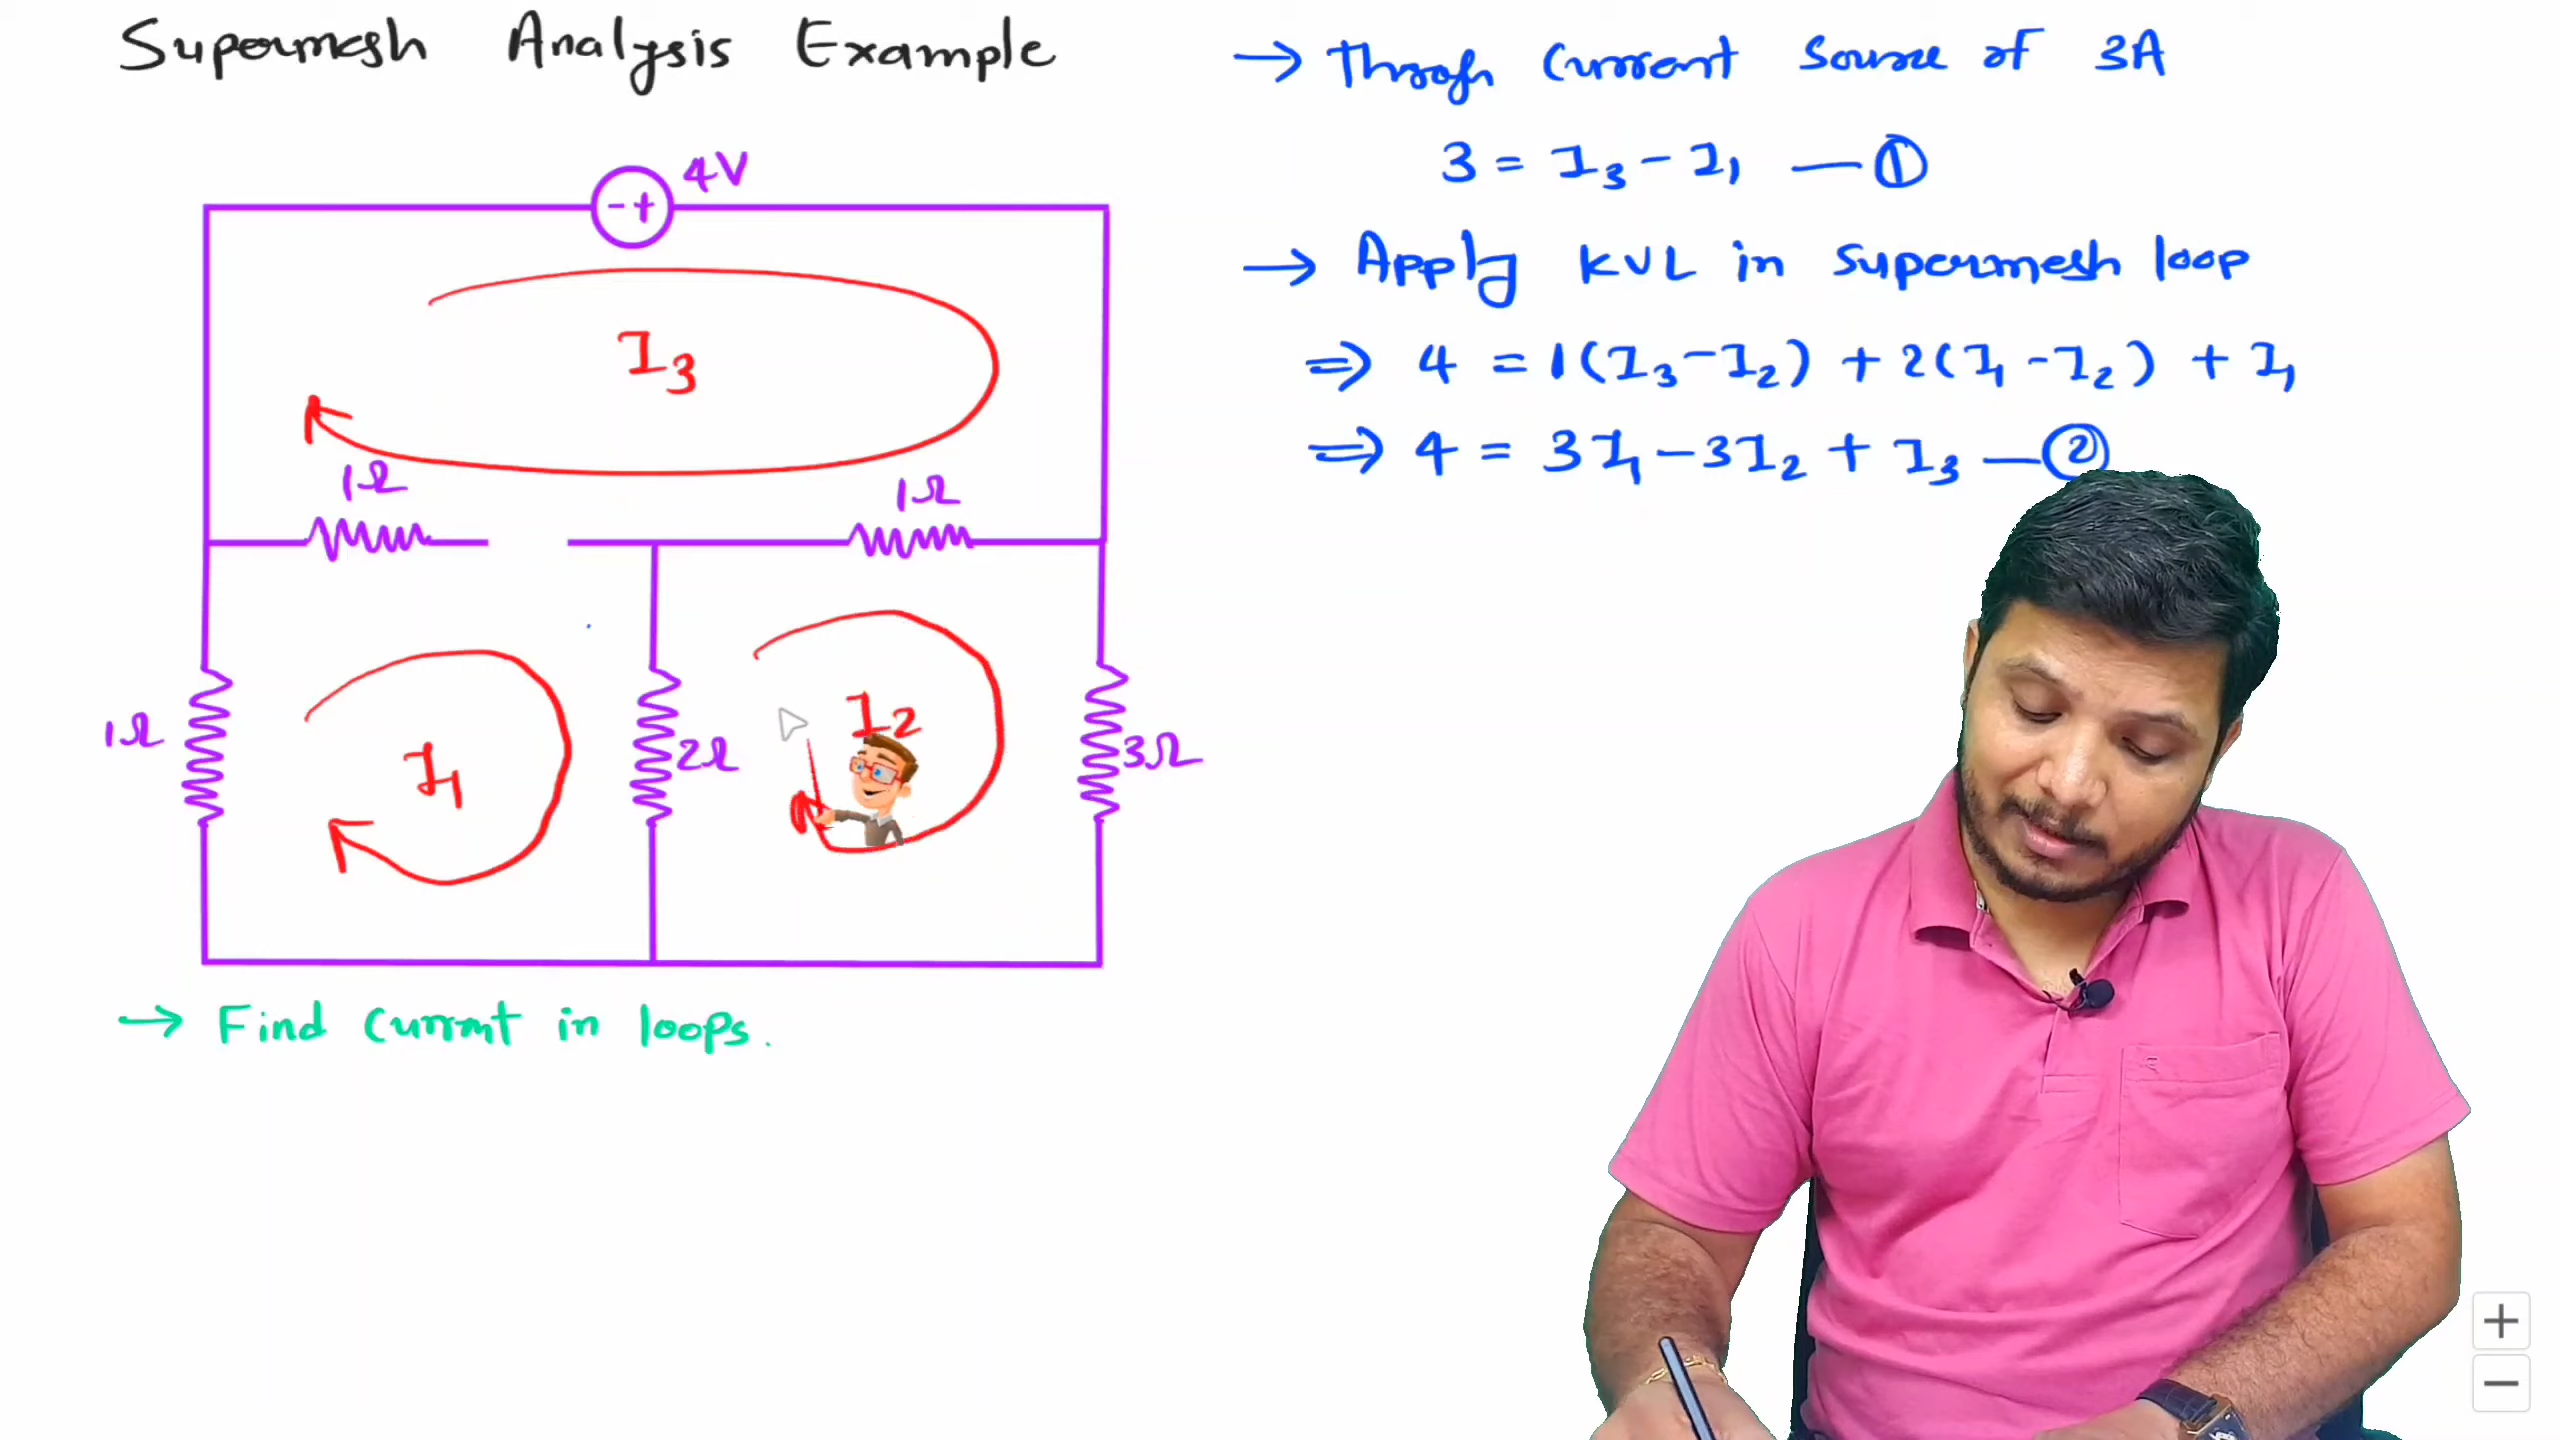 Supermesh Analysis Example
4V
- +
I3
1Ω
1Ω
1Ω
I1
2Ω
I2
3Ω
→ Find Current in loops.
→ Through Current Source of 3A
3 = I3 - I1 — ①
→ Apply KVL in Supermesh loop
⇒ 4 = 1(I3 - I2) + 2(I1 - I2) + I1
⇒ 4 = 3I1 - 3I2 + I3 — ②